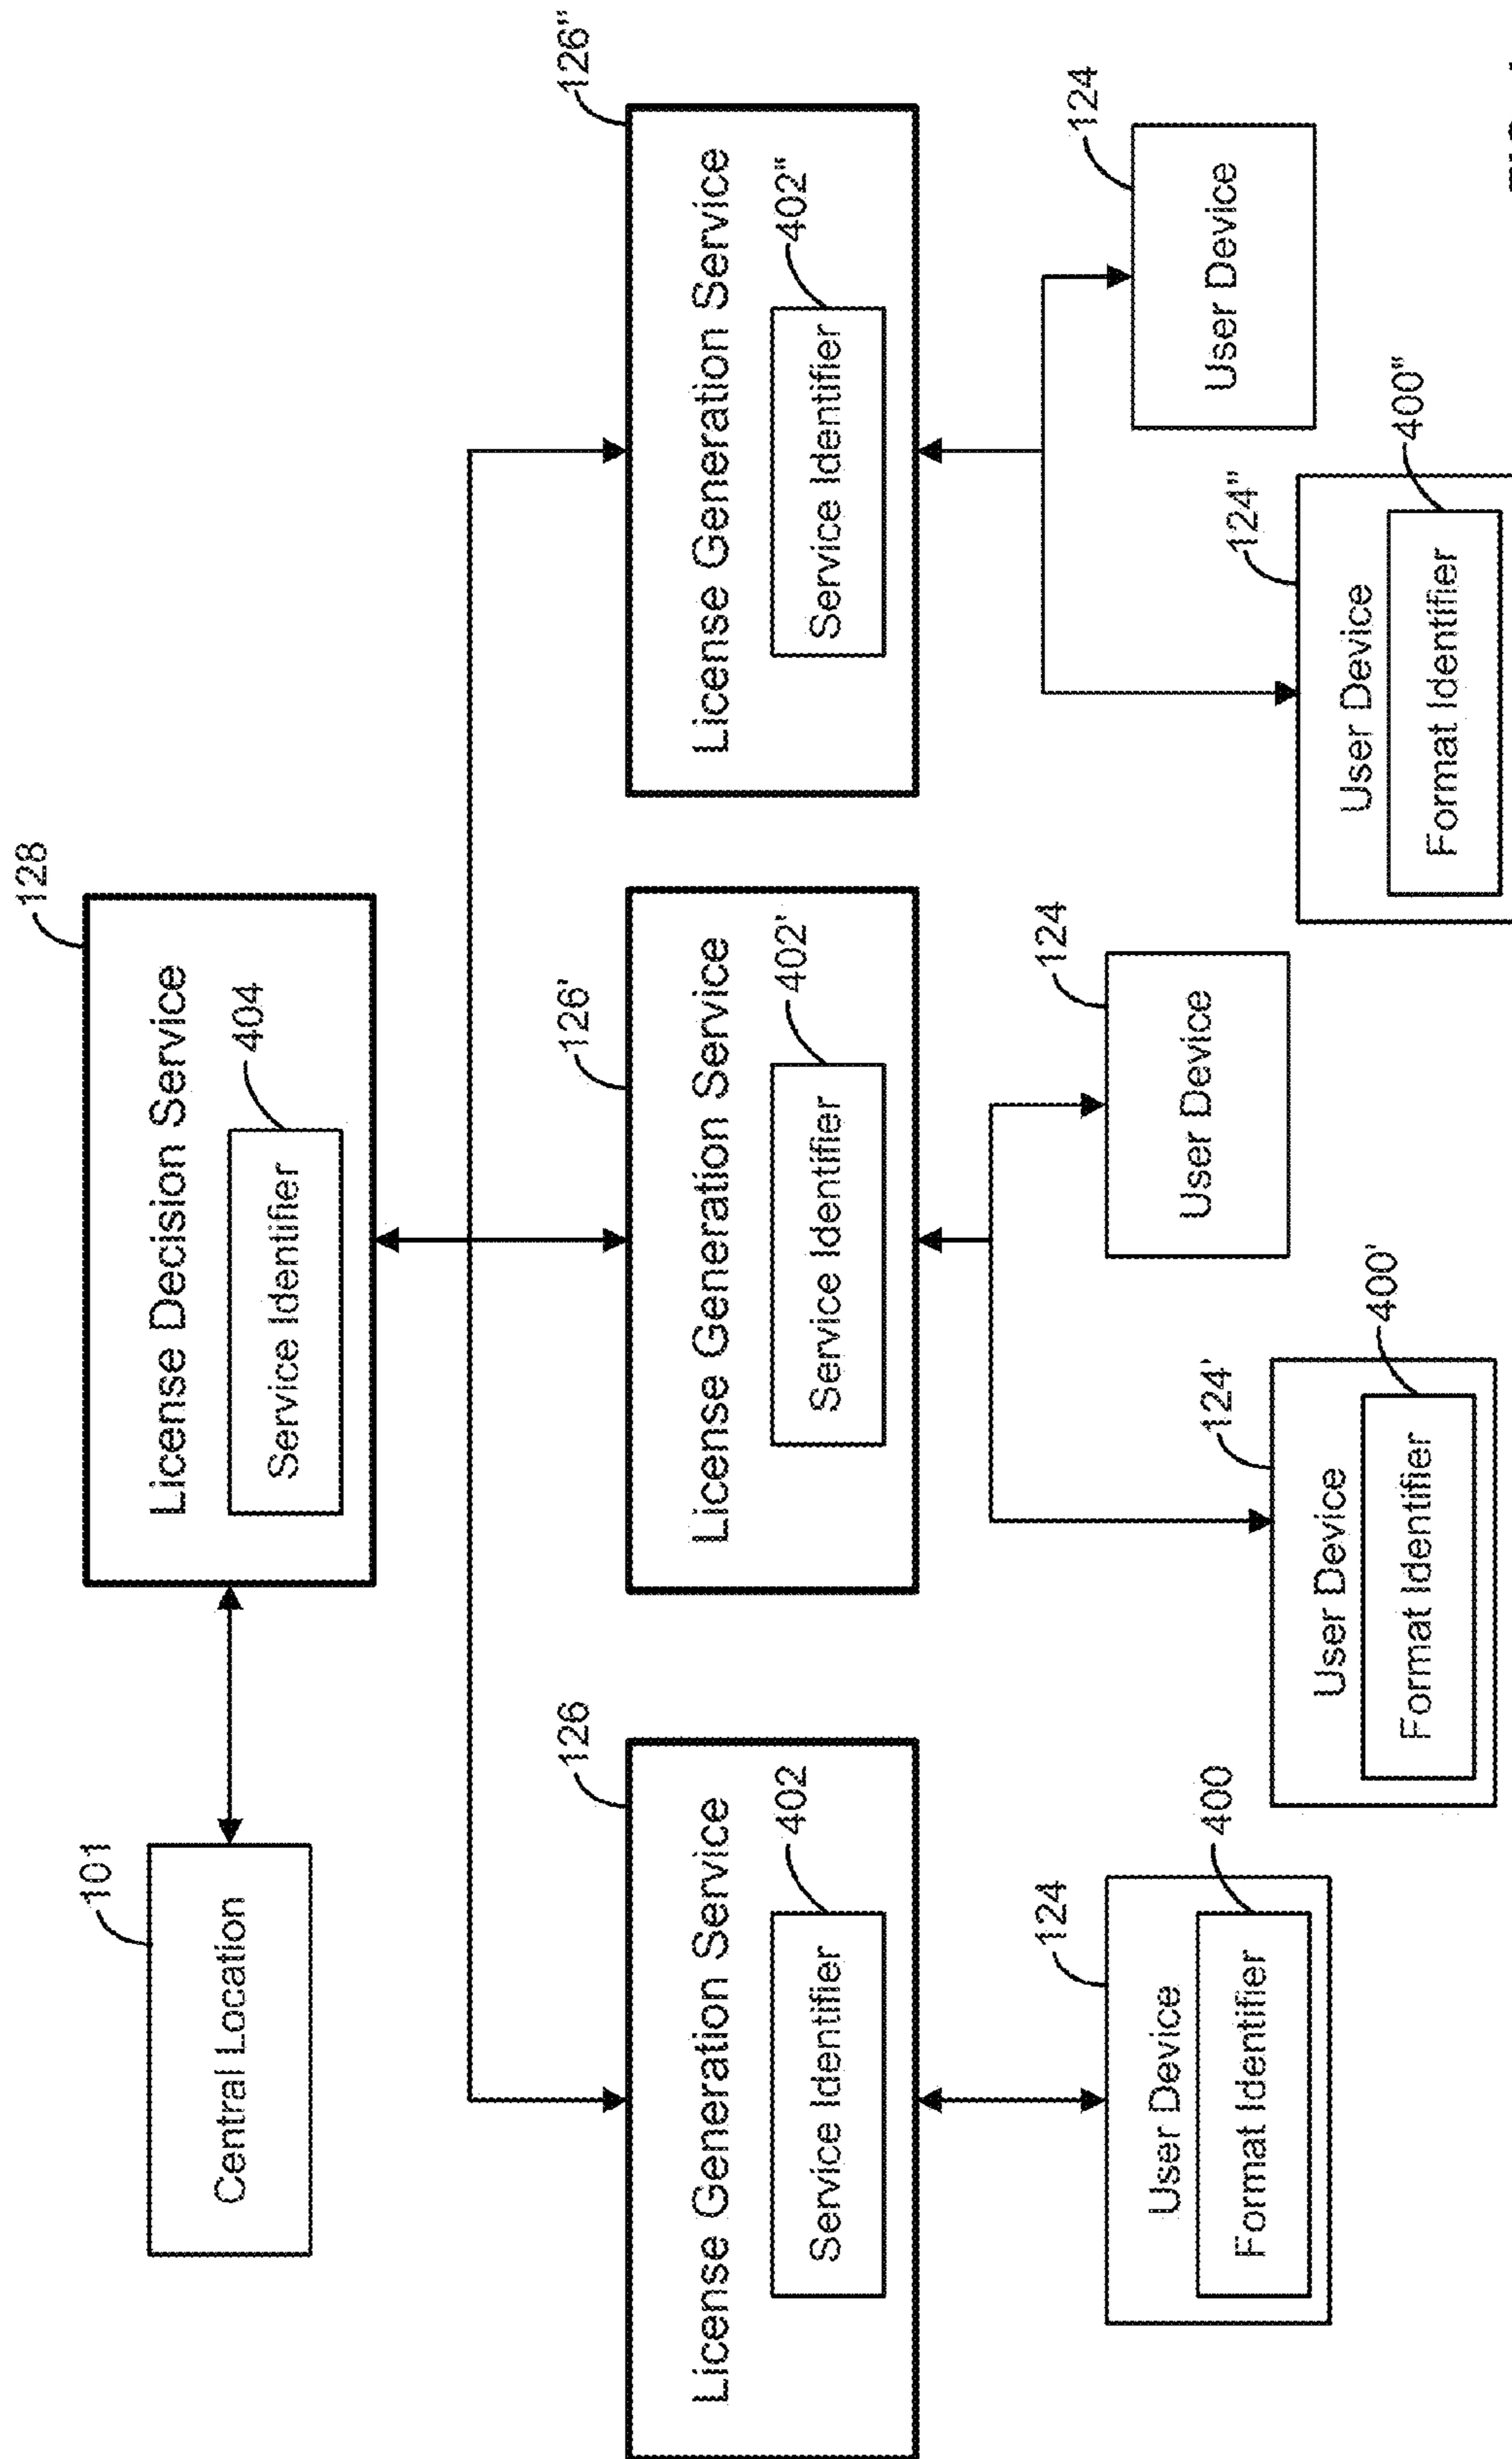 128
License Decision Service
404
Service Identifier
101
Central Location
126
License Generation Service
402
Service Identifier
126'
License Generation Service
402'
Service Identifier
126"
License Generation Service
402"
Service Identifier
124
User Device
400
Format Identifier
124'
User Device
400'
Format Identifier
124
User Device
124"
User Device
400"
Format Identifier
124
User Device